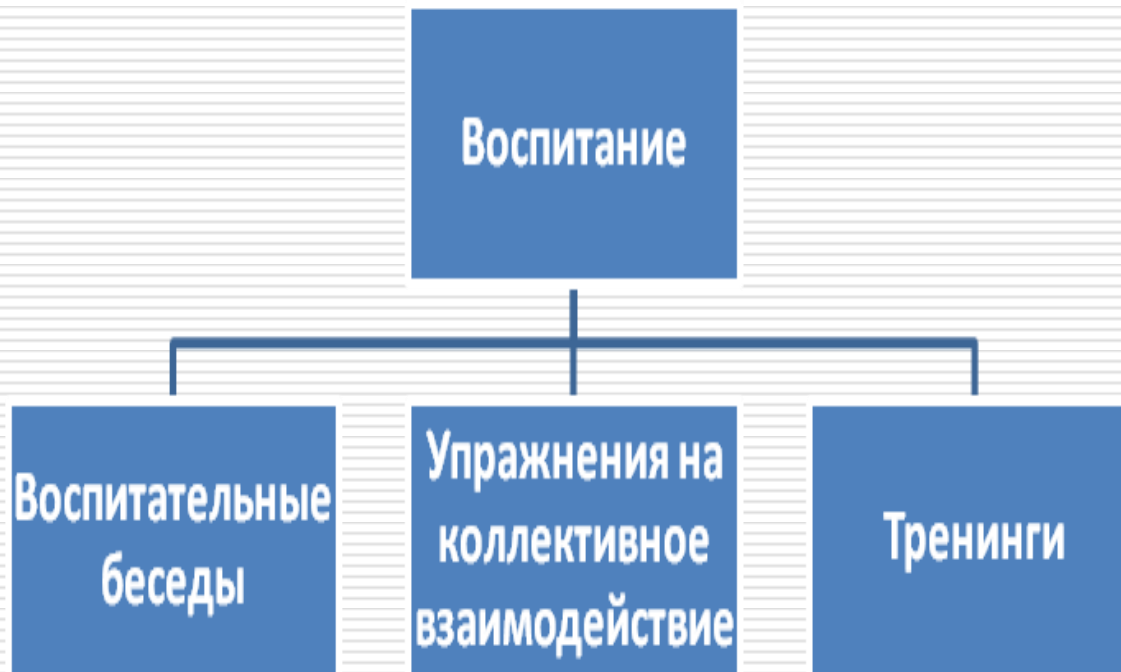 Воспитание
Воспитательные
беседы
Упражнения на
коллективное
взаимодействие
Тренинги